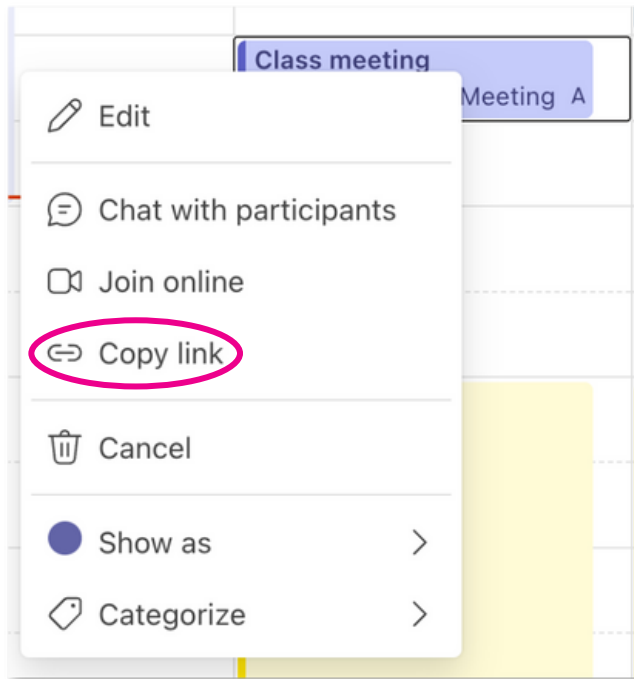 Class meeting
Meeting A
Edit
Chat with participants
Join online
Copy link
Cancel
Show as
Categorize